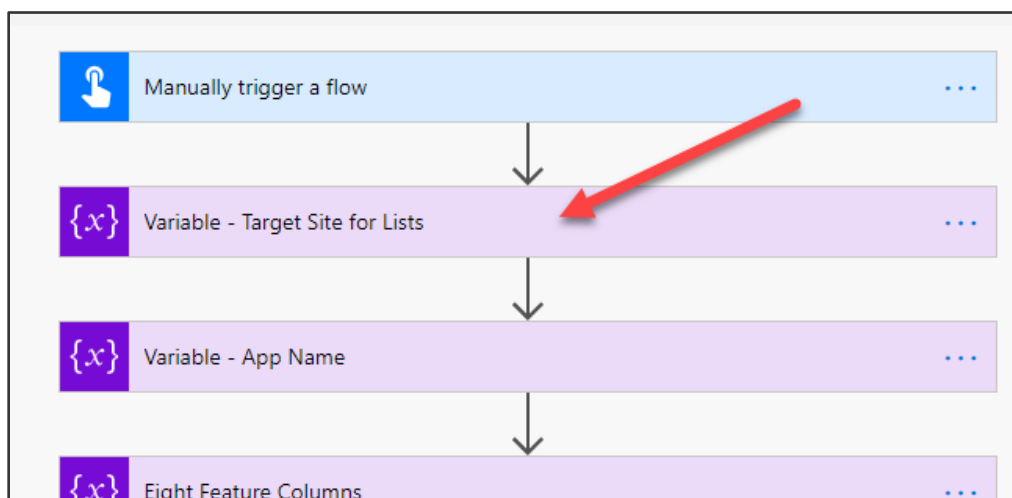 Manually trigger a flow
{x} Variable - Target Site for Lists
{x} Variable - App Name
{x} Eight Feature Columns